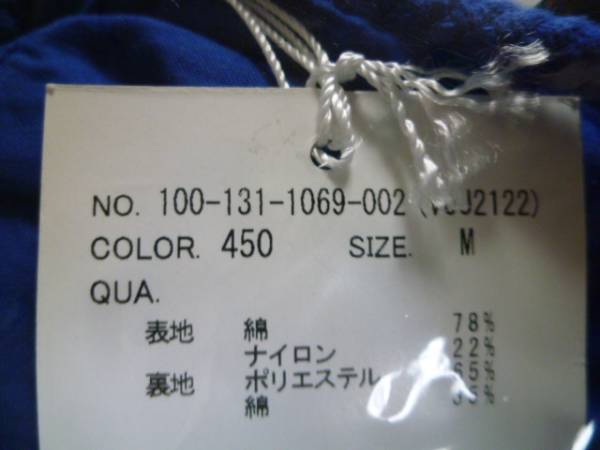 NO. 100-131-1069-002
COLOR. 450 SIZE. M
QUA.
表地 綿 78%
ナイロン 22%
裏地 ポリエステル 65%
綿 35%